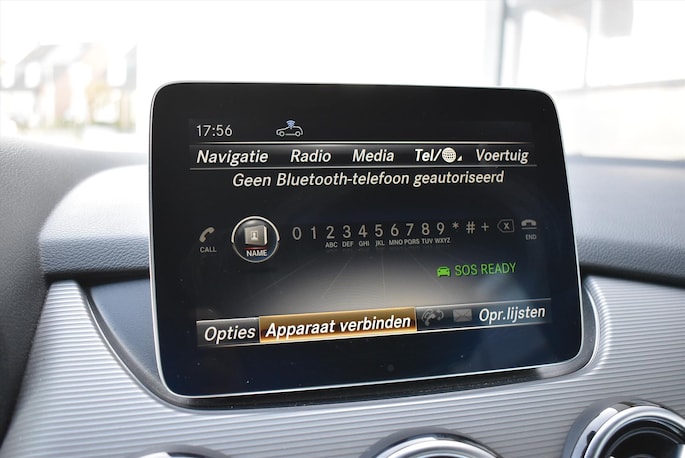 17:56
Navigatie Radio Media Tel/ Voertuig
Geen Bluetooth-telefoon geautoriseerd
CALL NAME 0 1 2 3 4 5 6 7 8 9 * # + END
ABC DEF GHI JKL MNO PQR TUV WXYZ
SOS READY
Opties Apparaat verbinden Opr.lijsten